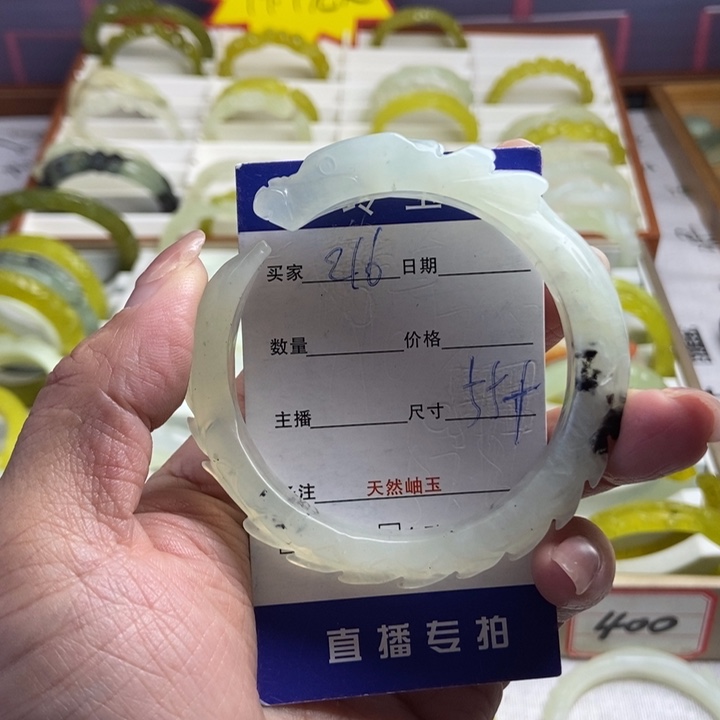 买家 216 日期
数量 价格
主播 尺寸 55+
注 天然岫玉
直播专拍
400